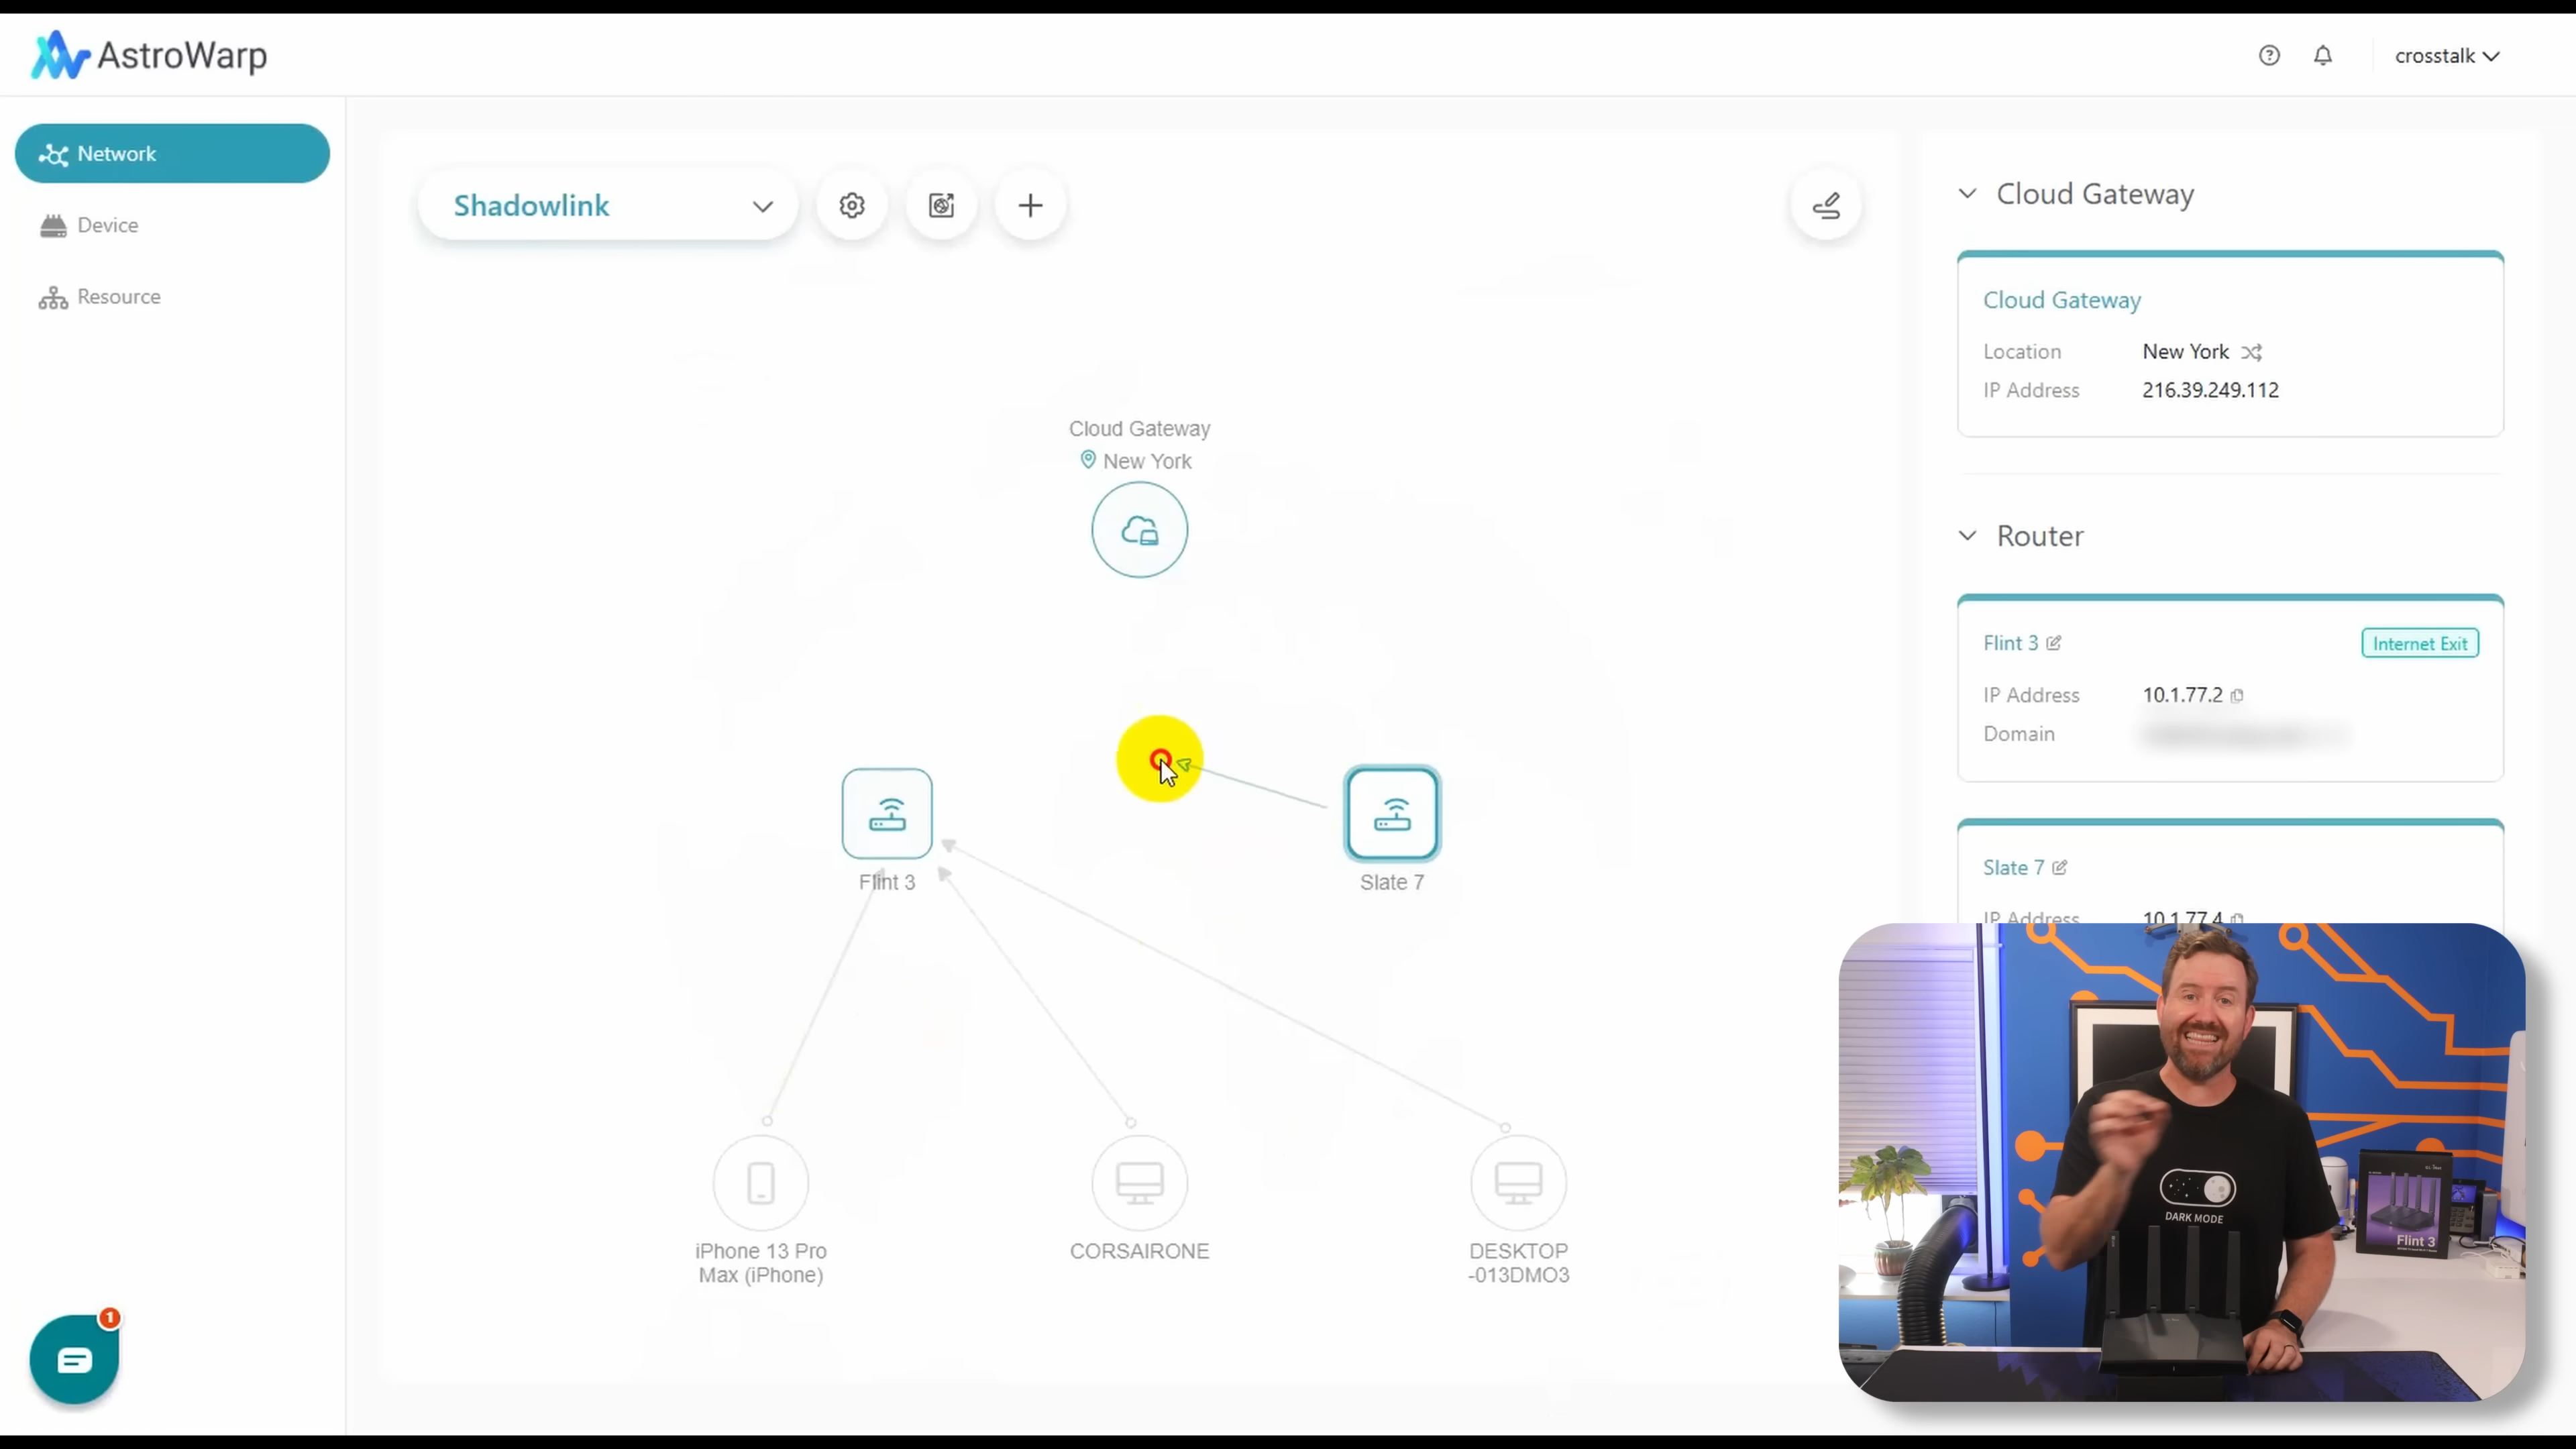 AstroWarp
crosstalk
Network
Device
Resource
Shadowlink
Cloud Gateway
New York
Flint 3
Slate 7
iPhone 13 Pro
Max (iPhone)
CORSAIRONE
DESKTOP
-013DMO3
Cloud Gateway
Cloud Gateway
Location New York
IP Address 216.39.249.112
Router
Flint 3 Internet Exit
IP Address 10.1.77.2
Domain
Slate 7
IP Address 10.1.77.4
DARK MODE
Flint 3
1